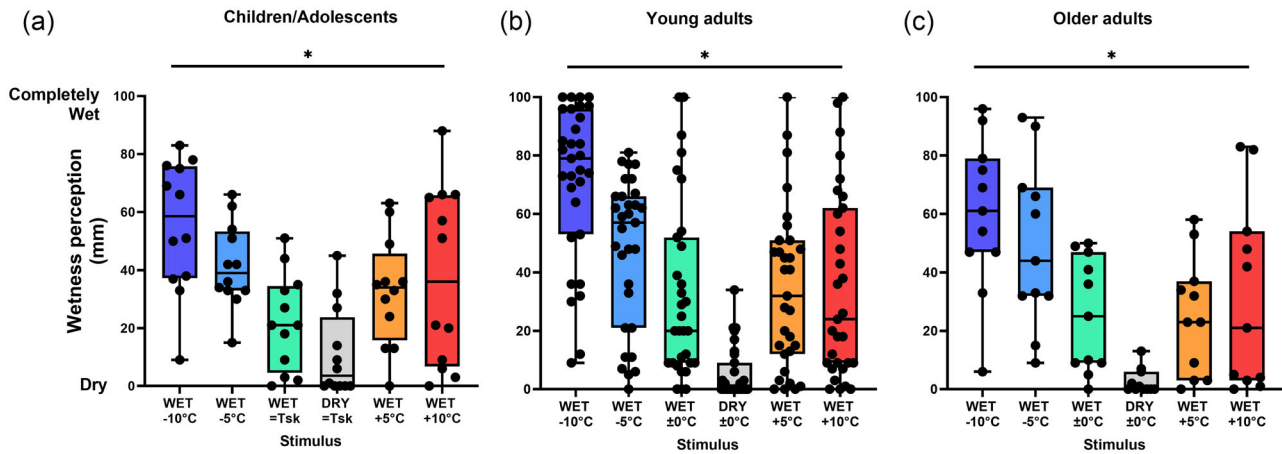 (a)
Children/Adolescents
*
Completely
Wet
Wetness perception
(mm)
Dry
100
80
60
40
20
0
WET
-10°C
WET
-5°C
WET
=Tsk
DRY
=Tsk
WET
+5°C
WET
+10°C
Stimulus
(b)
Young adults
*
100
80
60
40
20
0
WET
-10°C
WET
-5°C
WET
±0°C
DRY
±0°C
WET
+5°C
WET
+10°C
Stimulus
(c)
Older adults
*
100
80
60
40
20
0
WET
-10°C
WET
-5°C
WET
±0°C
DRY
±0°C
WET
+5°C
WET
+10°C
Stimulus